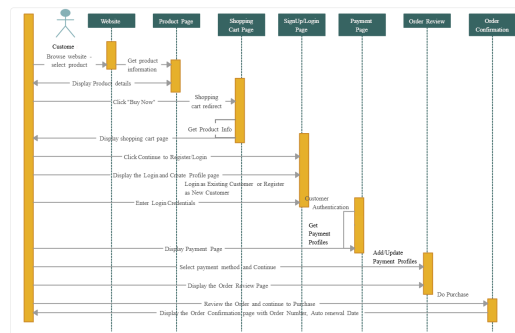 Website
Product Page
Shopping
Cart Page
SignUp/Login
Page
Payment
Page
Order Review
Order
Confirmation
Custome
Browse website -
select product
Get product
information
Display Product details
Click "Buy Now"
Shopping
cart redirect
Get Product Info
Display shopping cart page
Click Continue to Register/Login
Display the Login and Create Profile page
Login as Existing Customer or Register
as New Customer
Enter Login Credentials
Customer
Authentication
Get
Payment
Profiles
Display Payment Page
Add/Update
Payment Profiles
Select payment method and Continue
Display the Order Review Page
Do Purchase
Review the Order and continue to Purchase
Display the Order Confirmation page with Order Number, Auto renewal Date